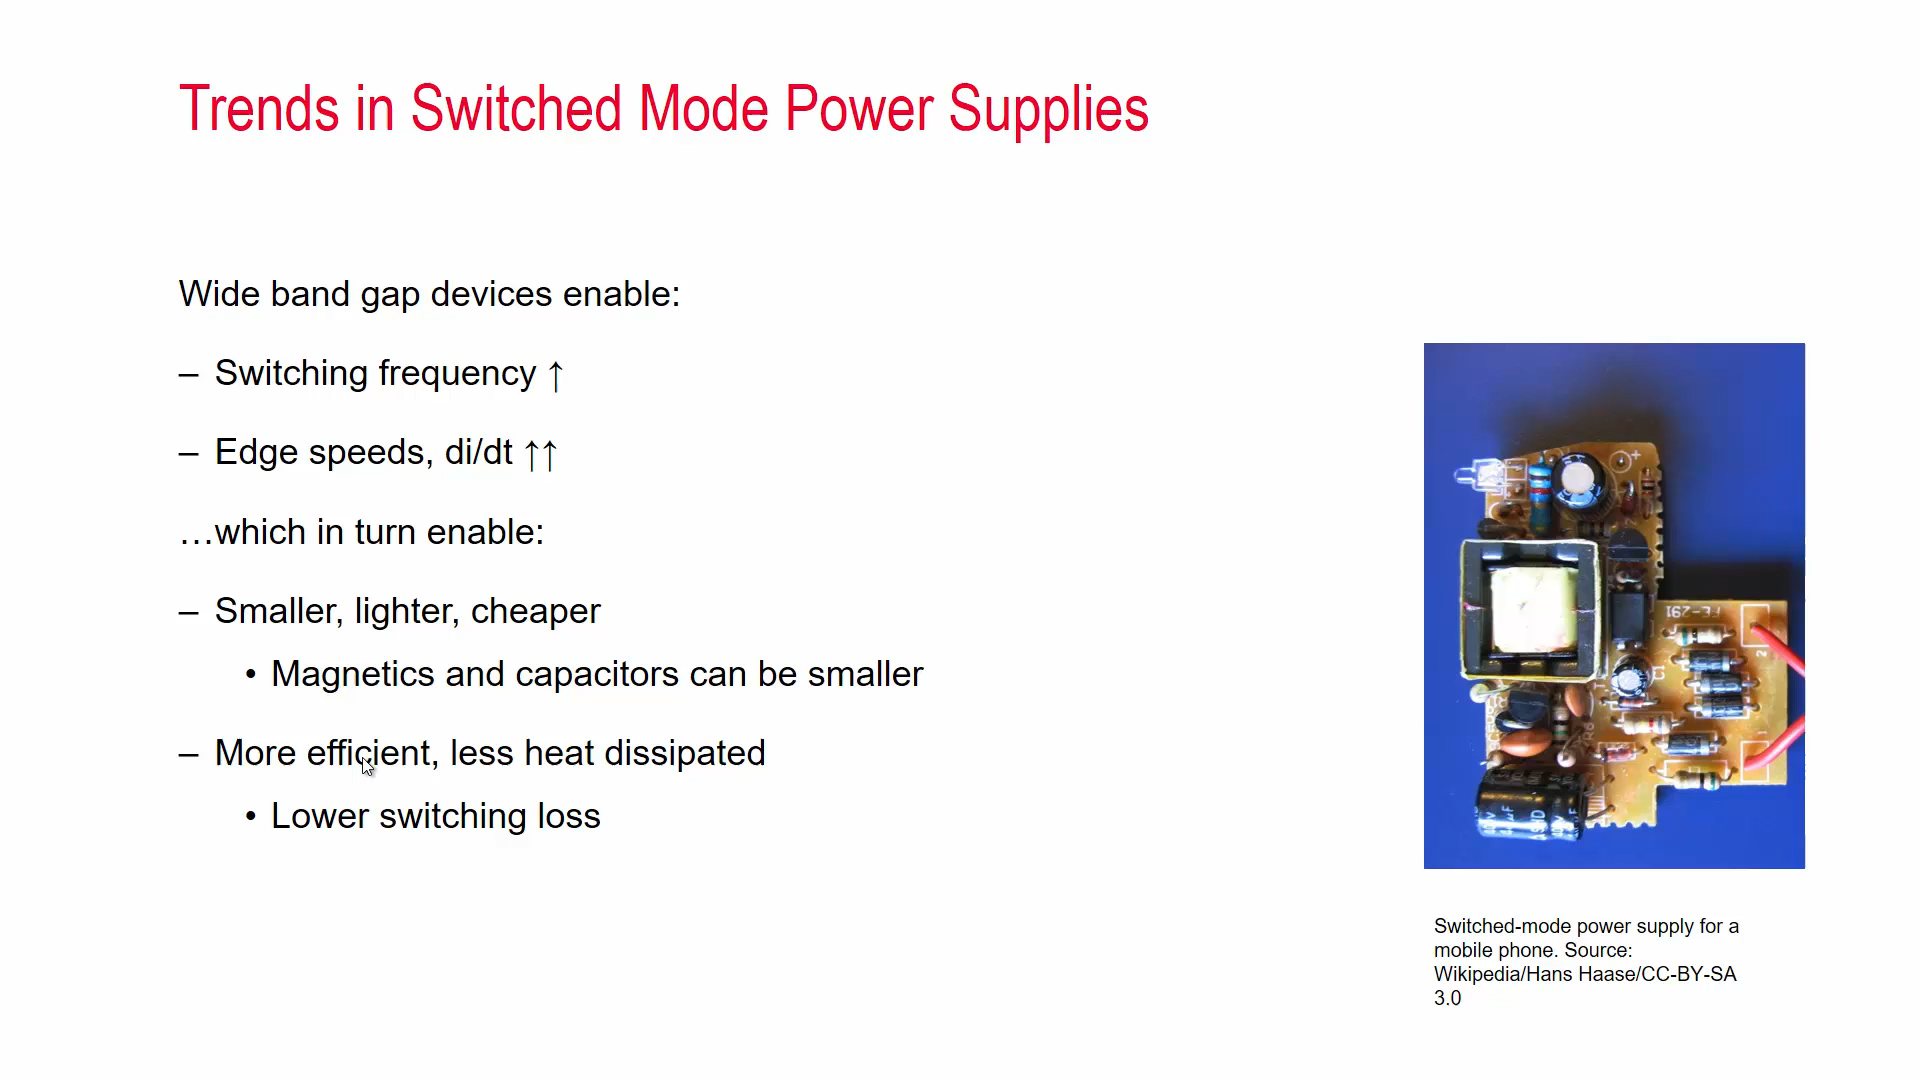 Trends in Switched Mode Power Supplies
Wide band gap devices enable:
– Switching frequency ↑
– Edge speeds, di/dt ↑↑
…which in turn enable:
– Smaller, lighter, cheaper
• Magnetics and capacitors can be smaller
– More efficient, less heat dissipated
• Lower switching loss
FE-291
Switched-mode power supply for a
mobile phone. Source:
Wikipedia/Hans Haase/CC-BY-SA
3.0